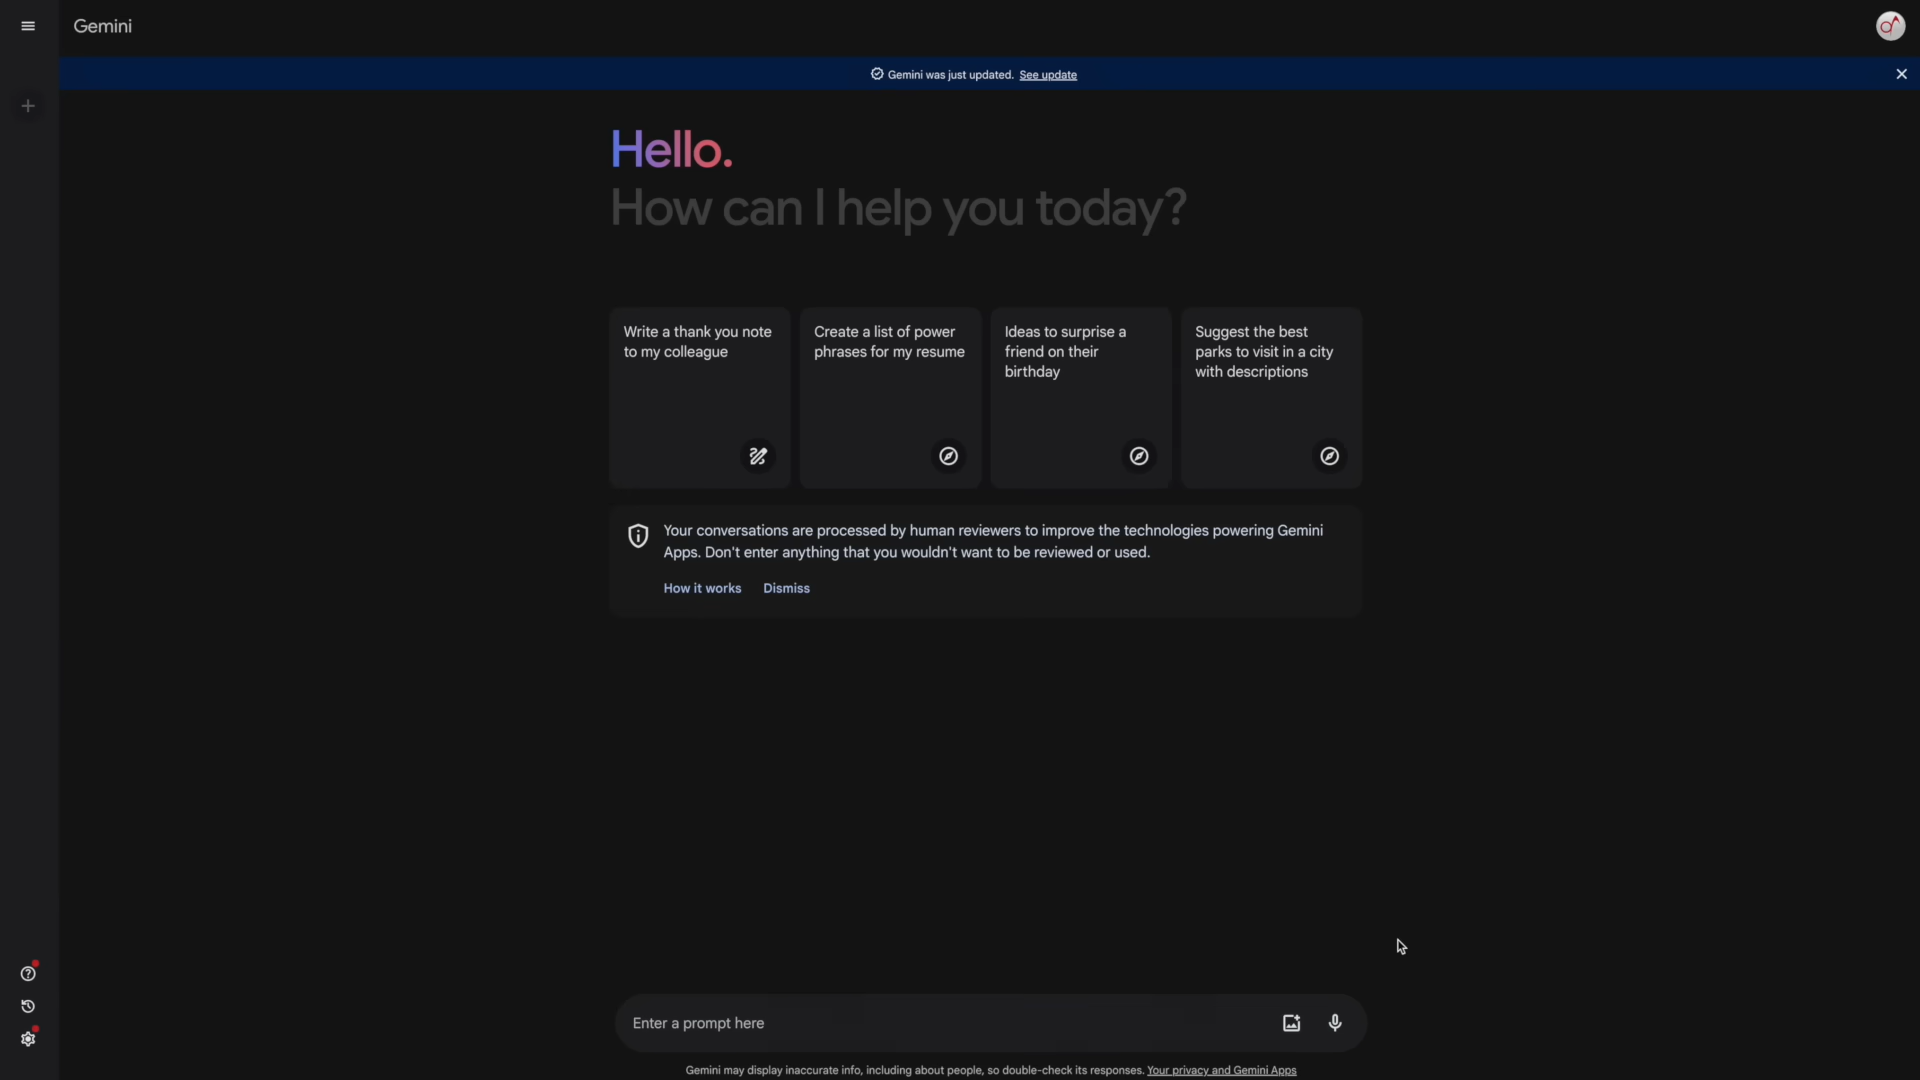 Gemini
Gemini was just updated. See update
Hello.
How can I help you today?
Write a thank you note
to my colleague
Create a list of power
phrases for my resume
Ideas to surprise a
friend on their
birthday
Suggest the best
parks to visit in a city
with descriptions
Your conversations are processed by human reviewers to improve the technologies powering Gemini
Apps. Don't enter anything that you wouldn't want to be reviewed or used.
How it works Dismiss
Enter a prompt here
Gemini may display inaccurate info, including about people, so double-check its responses. Your privacy and Gemini Apps